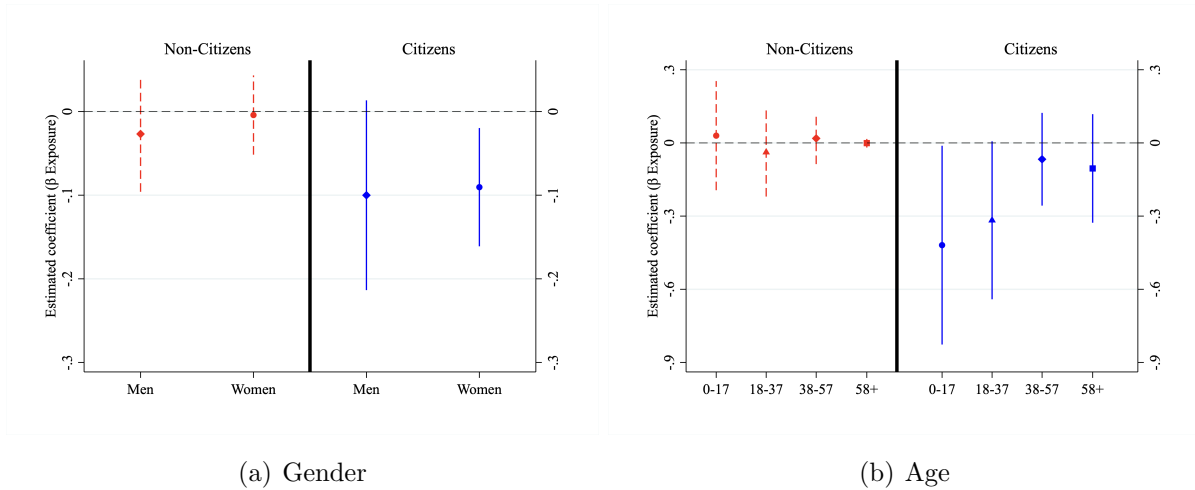 Non-Citizens Citizens
Estimated coefficient (β Exposure)
0
-.1
-.2
-.3
0
-.1
-.2
-.3
Men Women Men Women
(a) Gender
Non-Citizens Citizens
Estimated coefficient (β Exposure)
.3
0
-.3
-.6
-.9
.3
0
-.3
-.6
-.9
0-17 18-37 38-57 58+ 0-17 18-37 38-57 58+
(b) Age